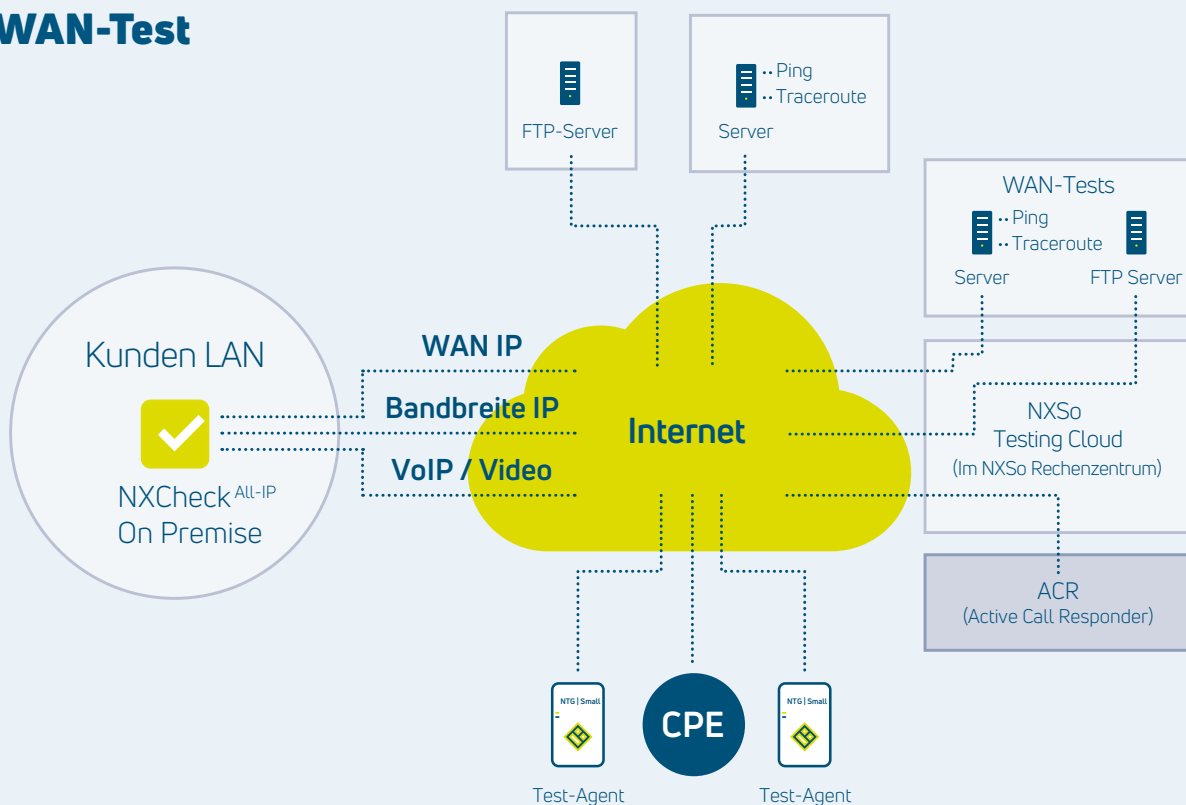 WAN-Test
FTP-Server
Ping
Traceroute
Server
WAN-Tests
Ping
Traceroute
Server
FTP Server
Kunden LAN
NXCheck All-IP
On Premise
WAN IP
Bandbreite IP
VoIP / Video
Internet
NXSo
Testing Cloud
(Im NXSo Rechenzentrum)
ACR
(Active Call Responder)
NTG | Small
CPE
NTG | Small
Test-Agent
Test-Agent